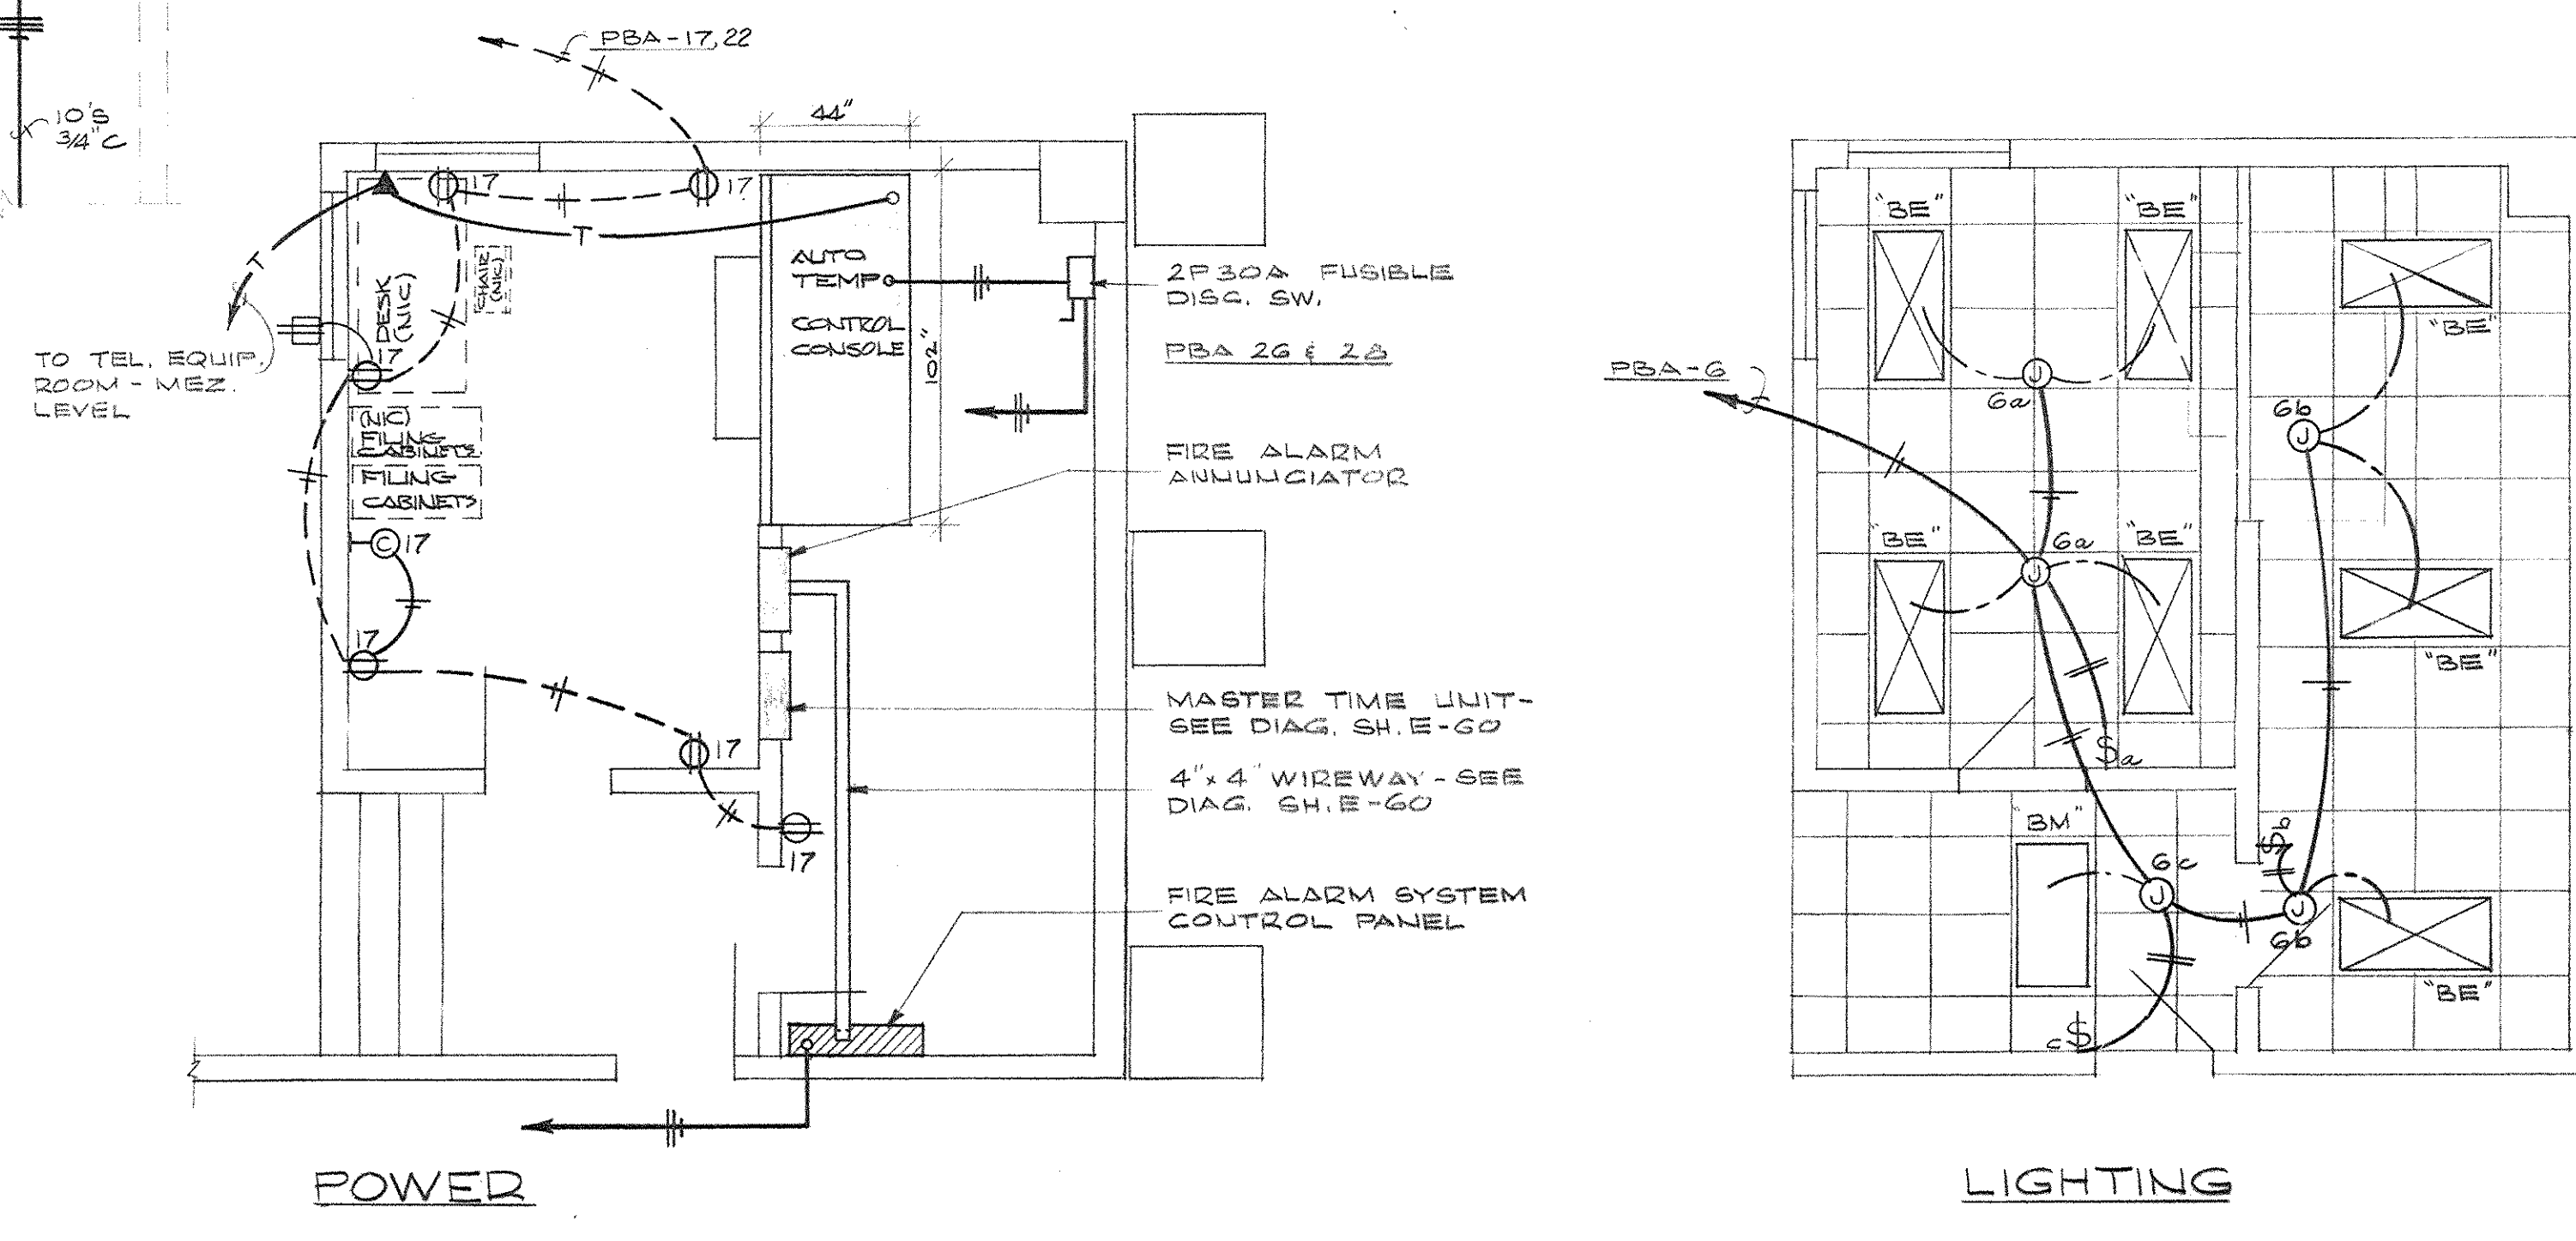 10'S
3/4" C
PBA-17, 22
44"
17
17
T
T
AUTO
TEMP
CONTROL
CONSOLE
102"
DESK
(NIC)
CHAIR
(NIC)
17
TO TEL. EQUIP.
ROOM - MEZ.
LEVEL
(NIC)
FILING
CABINETS
FILING
CABINETS
C 17
17
17
17
2P 30A FUSIBLE
DISC. SW.
PBA 26 & 28
FIRE ALARM
ANNUNCIATOR
MASTER TIME UNIT-
SEE DIAG. SH. E-60
4" x 4" WIREWAY - SEE
DIAG. SH. E-60
FIRE ALARM SYSTEM
CONTROL PANEL
POWER
PBA-6
"BE"
"BE"
"BE"
J
6a
6b
J
"BE"
"BE"
6a
J
"BE"
$a
"BM"
$b
6c
J
J
6b
"BE"
c$
LIGHTING